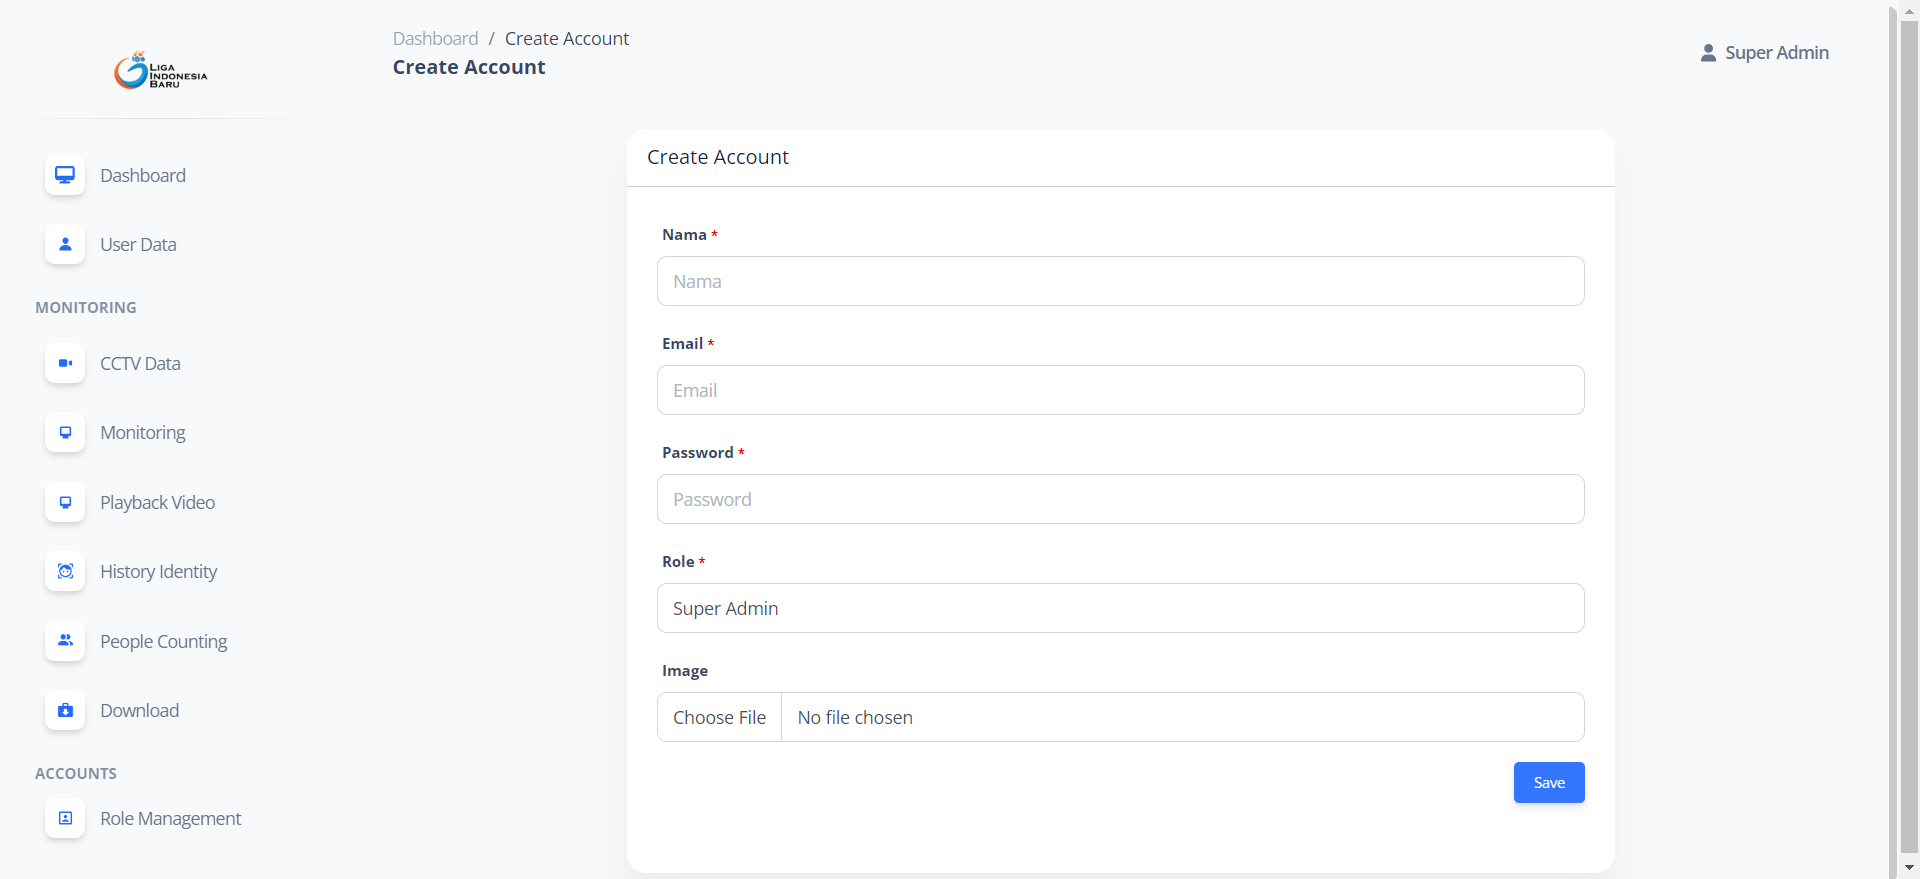 LIGA
INDONESIA
BARU
Dashboard
User Data
MONITORING
CCTV Data
Monitoring
Playback Video
History Identity
People Counting
Download
ACCOUNTS
Role Management
Dashboard / Create Account
Create Account
Super Admin
Create Account
Nama *
Nama
Email *
Email
Password *
Password
Role *
Super Admin
Image
Choose File No file chosen
Save